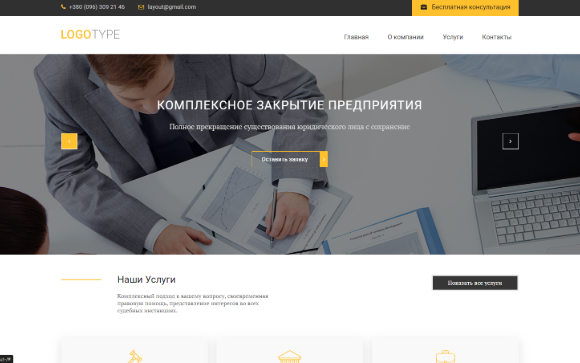 +380 (096) 309 21 46 layout@gmail.com Бесплатная консультация
LOGOTYPE Главная О компании Услуги Контакты
КОМПЛЕКСНОЕ ЗАКРЫТИЕ ПРЕДПРИЯТИЯ
Полное прекращение существования юридического лица с сохранение
Оставить заявку
Наши Услуги Показать все услуги
Комплексный подход к вашему вопросу, своевременная
правовую помощь, представление интересов во всех
судебных инстанциях.